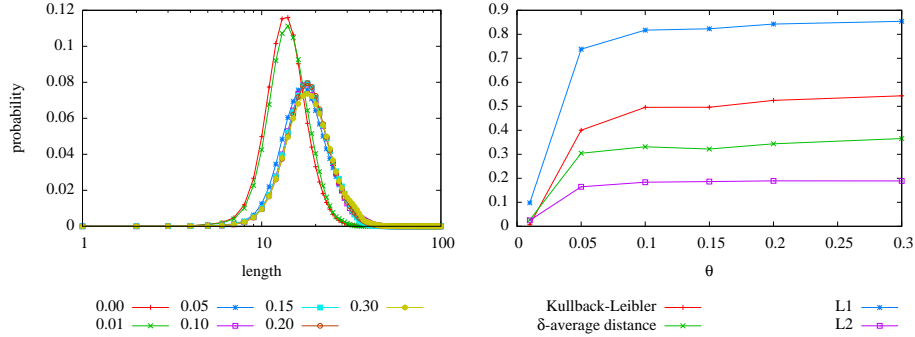 0.12
0.1
0.08
0.06
0.04
0.02
0
probability
1 10 100
length
0.00 0.05 0.15 0.30
0.01 0.10 0.20
0.9
0.8
0.7
0.6
0.5
0.4
0.3
0.2
0.1
0
0 0.05 0.1 0.15 0.2 0.25 0.3
θ
Kullback-Leibler L1
δ-average distance L2